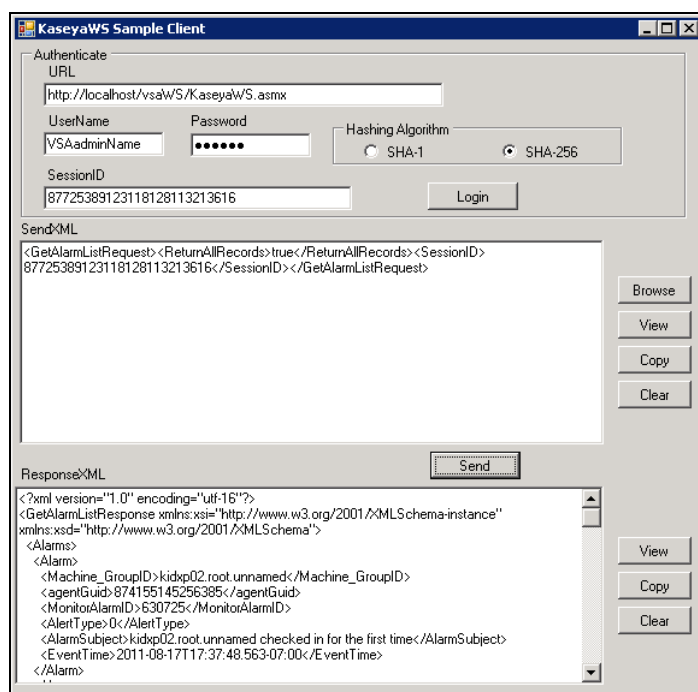 KaseyaWS Sample Client
Authenticate
URL
http://localhost/vsaWS/KaseyaWS.asmx
UserName
Password
Hashing Algorithm
VSAadminName
●●●●●●
SHA-1
SHA-256
SessionID
87725389123118128113213616
Login
SendXML
<GetAlarmListRequest><ReturnAllRecords>true</ReturnAllRecords><SessionID>
87725389123118128113213616</SessionID></GetAlarmListRequest>
Browse
View
Copy
Clear
Send
ResponseXML
<?xml version="1.0" encoding="utf-16"?>
<GetAlarmListResponse xmlns:xsi="http://www.w3.org/2001/XMLSchema-instance"
xmlns:xsd="http://www.w3.org/2001/XMLSchema">
<Alarms>
<Alarm>
<Machine_GroupID>kidxp02.root.unnamed</Machine_GroupID>
<agentGuid>874155145256385</agentGuid>
<MonitorAlarmID>630725</MonitorAlarmID>
<AlertType>0</AlertType>
<AlarmSubject>kidxp02.root.unnamed checked in for the first time</AlarmSubject>
<EventTime>2011-08-17T17:37:48.563-07:00</EventTime>
</Alarm>
View
Copy
Clear